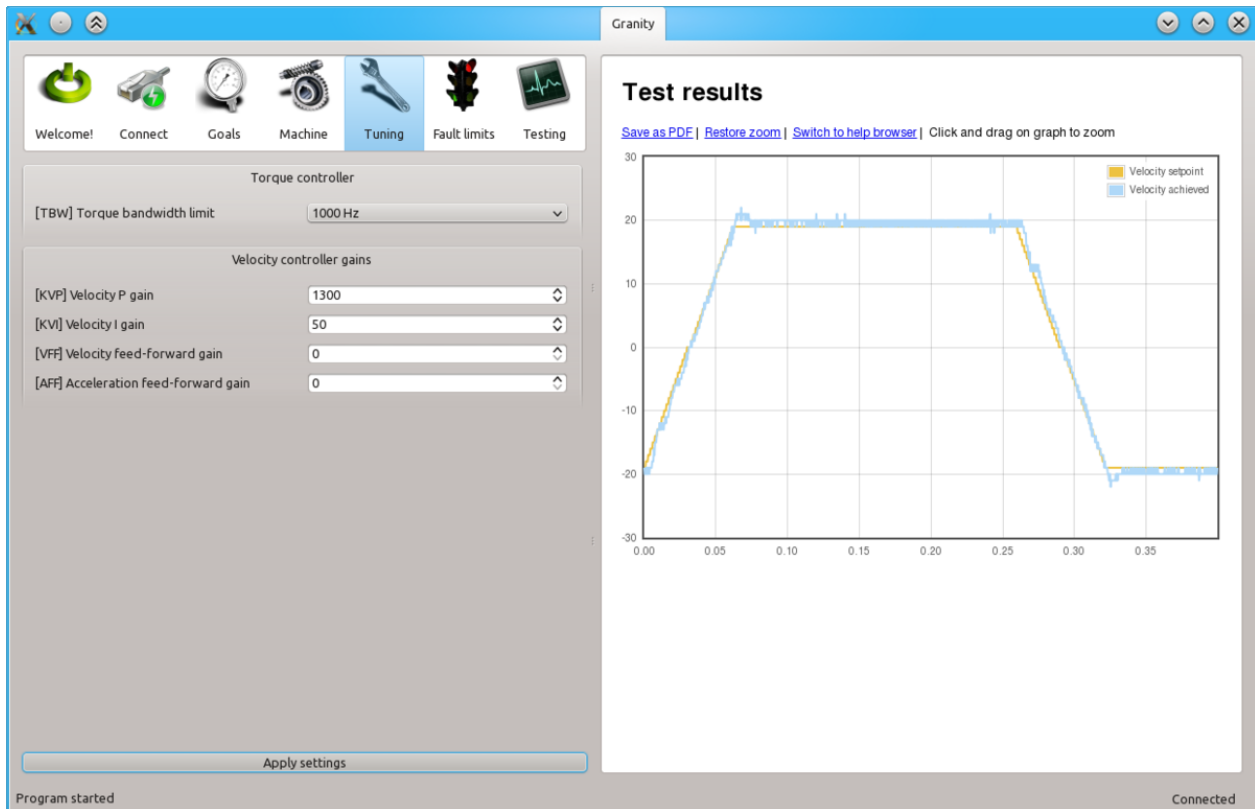 Granity
Welcome!
Connect
Goals
Machine
Tuning
Fault limits
Testing
Torque controller
[TBW] Torque bandwidth limit 1000 Hz
Velocity controller gains
[KVP] Velocity P gain 1300
[KVI] Velocity I gain 50
[VFF] Velocity feed-forward gain 0
[AFF] Acceleration feed-forward gain 0
Apply settings
Program started
Test results
Save as PDF | Restore zoom | Switch to help browser | Click and drag on graph to zoom
30
20
10
0
-10
-20
-30
Velocity setpoint
Velocity achieved
0.00 0.05 0.10 0.15 0.20 0.25 0.30 0.35
Connected